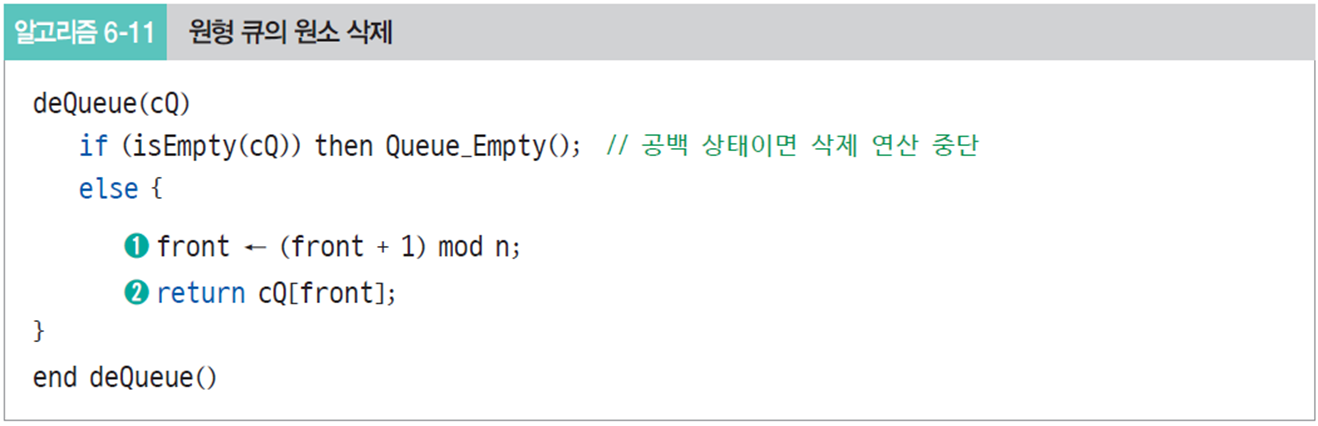 알고리즘 6-11 원형 큐의 원소 삭제
deQueue(cQ)
if (isEmpty(cQ)) then Queue_Empty(); // 공백 상태이면 삭제 연산 중단
else {
❶ front ← (front + 1) mod n;
❷ return cQ[front];
}
end deQueue()